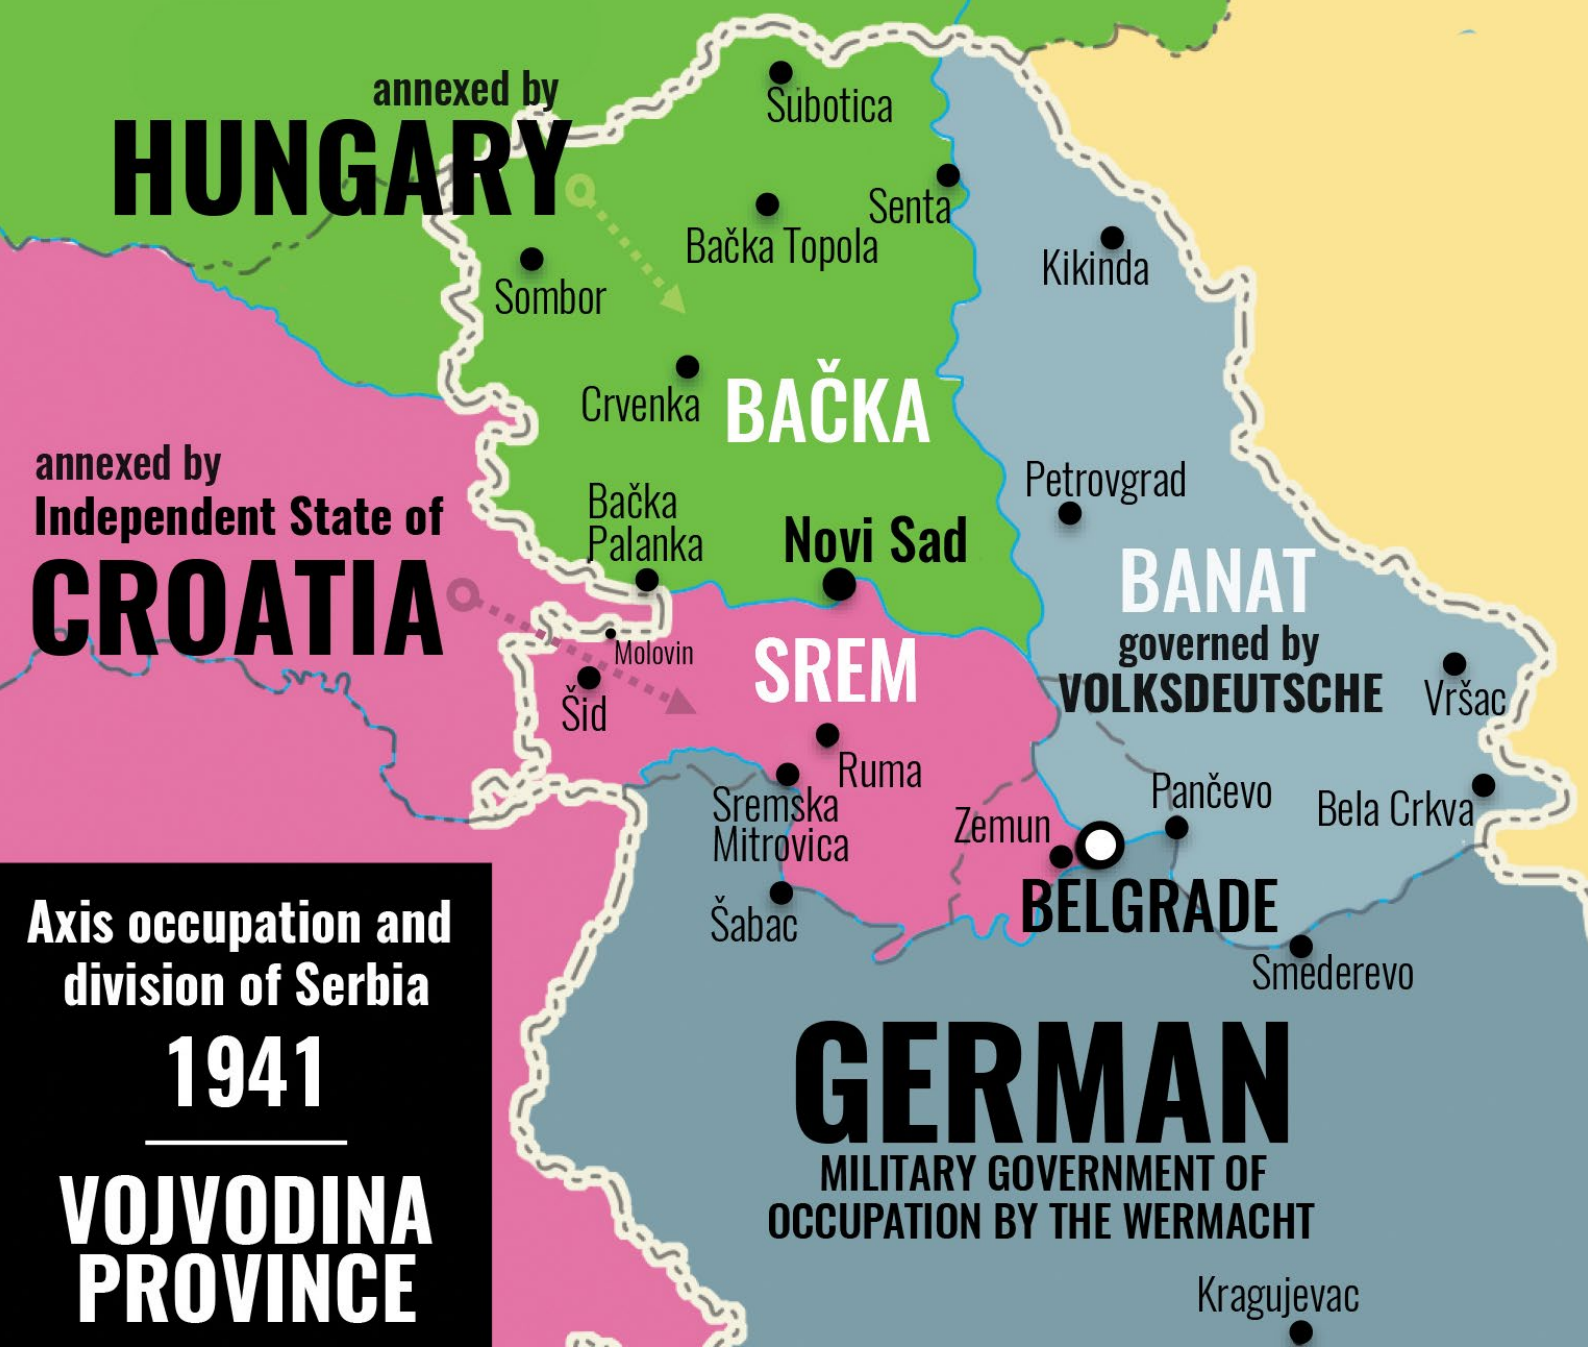 annexed by
HUNGARY
Subotica
Senta
Bačka Topola
Sombor
Kikinda
Crvenka
BAČKA
annexed by
Independent State of
CROATIA
Bačka
Palanka
Novi Sad
Petrovgrad
BANAT
governed by
VOLKSDEUTSCHE
Vršac
Molovin
SREM
Šid
Ruma
Sremska
Mitrovica
Zemun
Pančevo
Bela Crkva
BELGRADE
Šabac
Smederevo
Axis occupation and
division of Serbia
1941
VOJVODINA
PROVINCE
GERMAN
MILITARY GOVERNMENT OF
OCCUPATION BY THE WERMACHT
Kragujevac